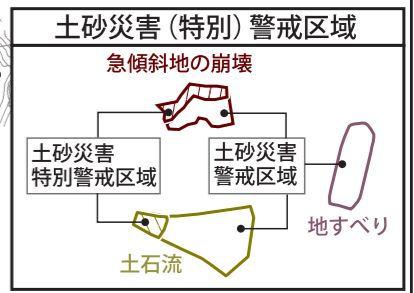 土砂災害（特別）警戒区域
急傾斜地の崩壊
土砂災害
特別警戒区域
土砂災害
警戒区域
地すべり
土石流